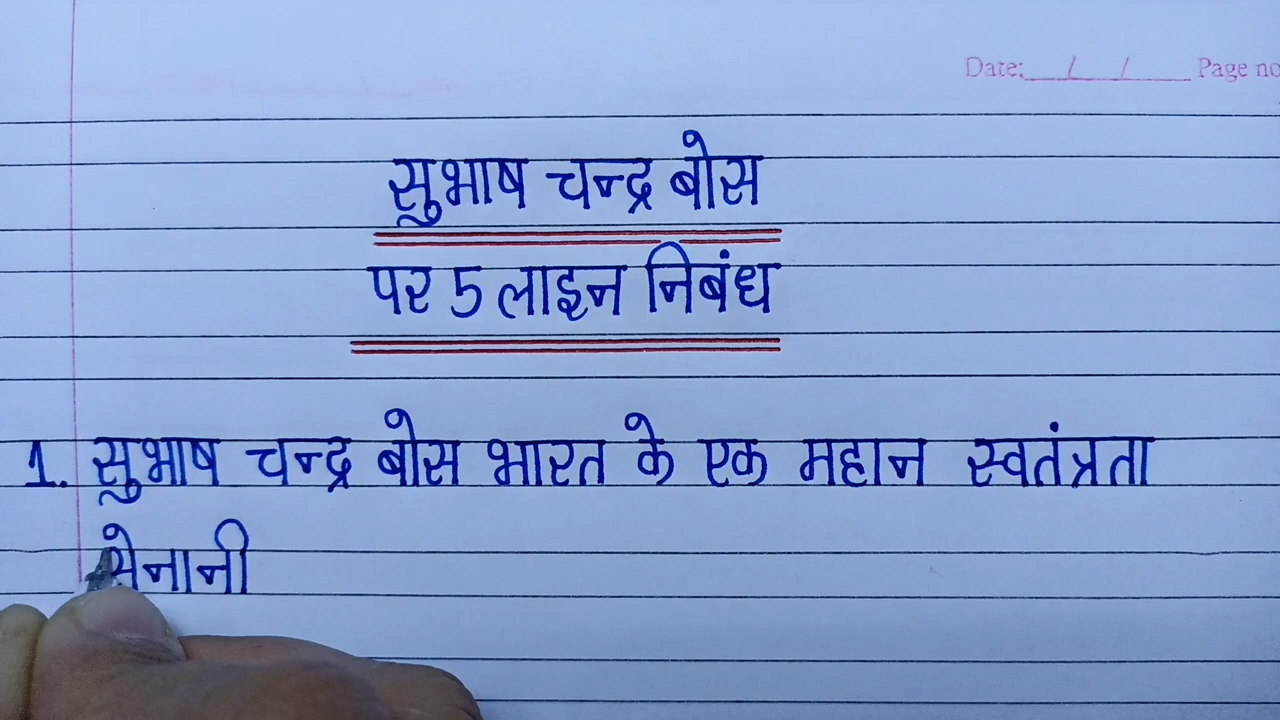 Date: / / Page no
सुभाष चन्द्र बोस
पर 5 लाइन निबंध
1. सुभाष चन्द्र बोस भारत के एक महान स्वतंत्रता
सेनानी